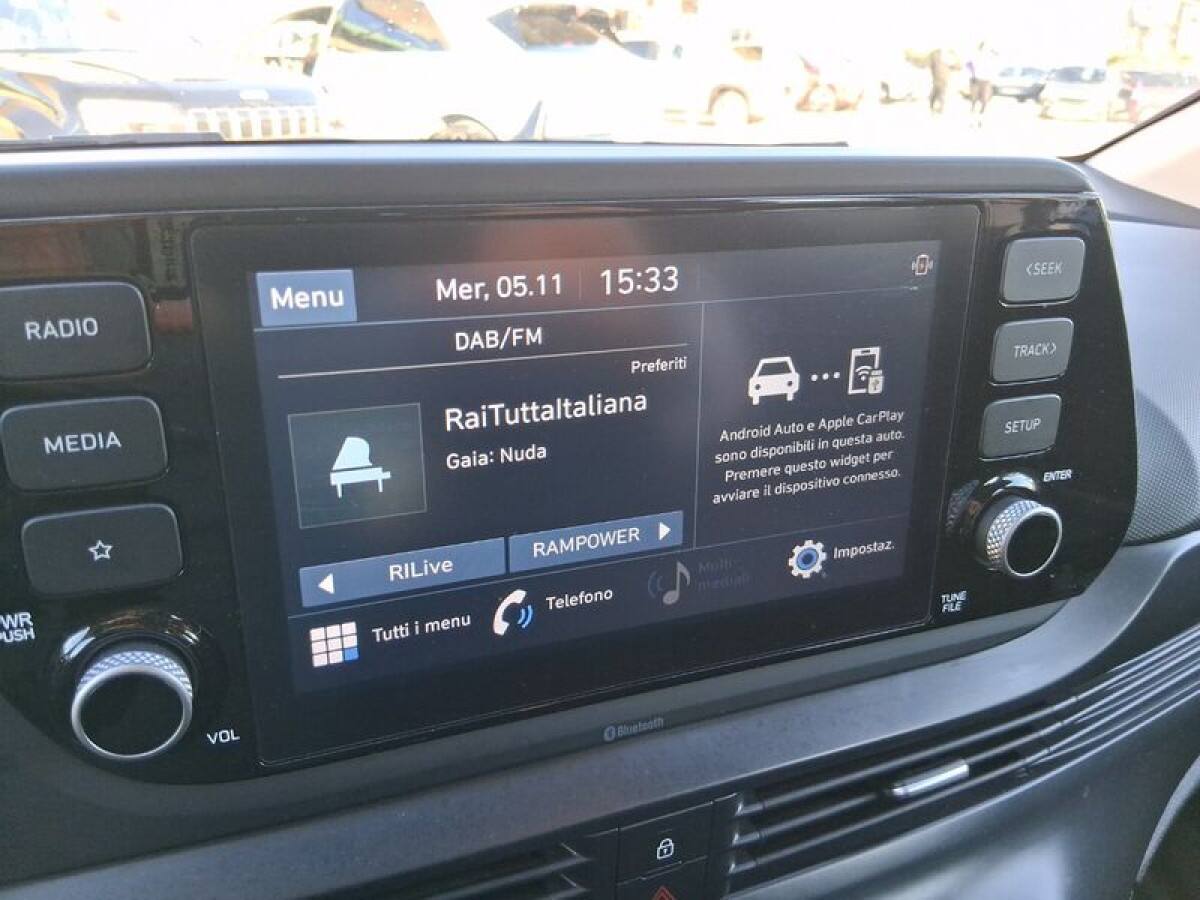 RADIO
MEDIA
PWR
PUSH
VOL
Menu
Mer, 05.11
15:33
DAB/FM
Preferiti
RaiTuttaItaliana
Gaia: Nuda
RILive
RAMPOWER
Android Auto e Apple CarPlay
sono disponibili in questa auto.
Premere questo widget per
avviare il dispositivo connesso.
Tutti i menu
Telefono
Multi-
mediali
Impostaz.
<SEEK
TRACK>
SETUP
ENTER
TUNE
FILE
Bluetooth